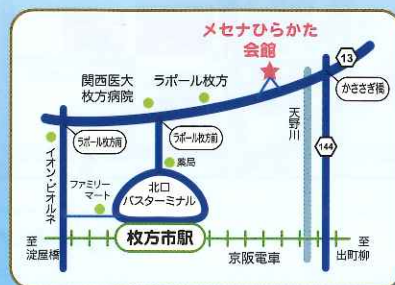 メセナひらかた
会館
13
関西医大
枚方病院
ラポール枚方
かささぎ橋
ラポール枚方南
ラポール枚方前
天野川
イオン・ビオルネ
薬局
144
ファミリー
マート
北口
バスターミナル
至
淀屋橋
枚方市駅
京阪電車
至
出町柳